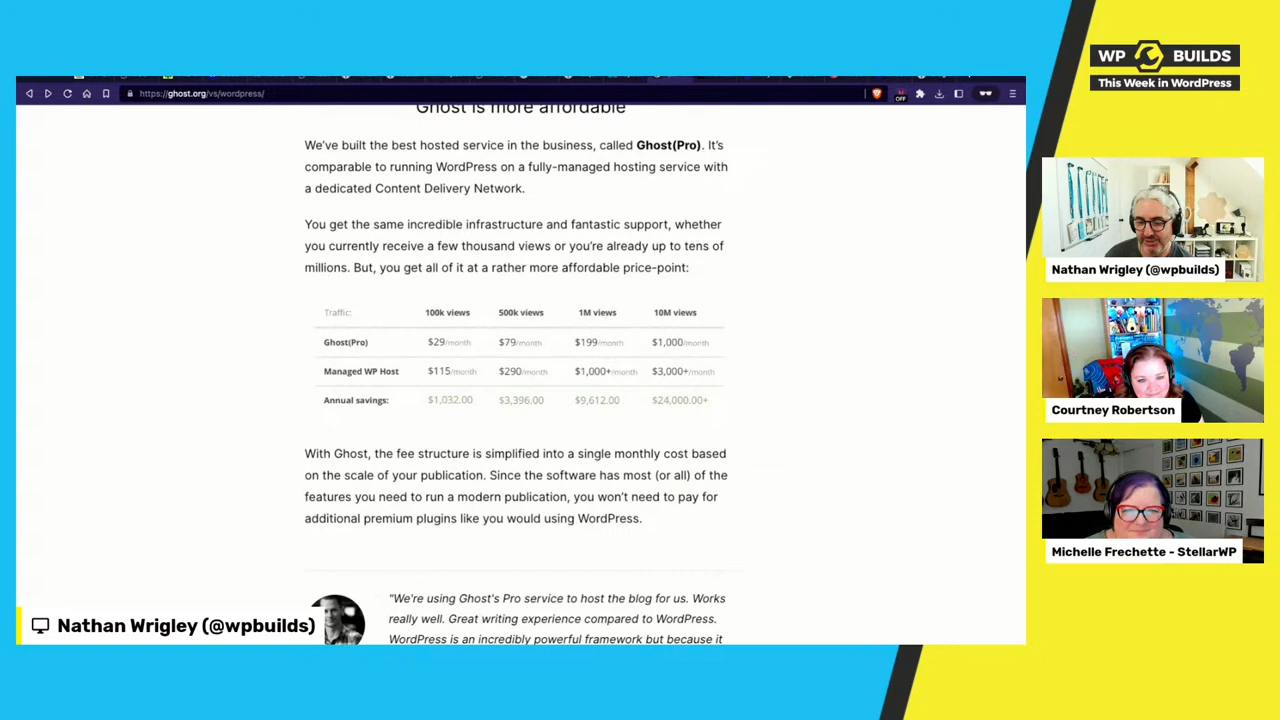 WP BUILDS
This Week in WordPress
https://ghost.org/vs/wordpress/
OFF
Ghost is more affordable
We've built the best hosted service in the business, called Ghost(Pro). It's
comparable to running WordPress on a fully-managed hosting service with
a dedicated Content Delivery Network.
You get the same incredible infrastructure and fantastic support, whether
you currently receive a few thousand views or you're already up to tens of
millions. But, you get all of it at a rather more affordable price-point:
Traffic: 100k views 500k views 1M views 10M views
Ghost(Pro) $29/month $79/month $199/month $1,000/month
Managed WP Host $115/month $290/month $1,000+/month $3,000+/month
Annual savings: $1,032.00 $3,396.00 $9,612.00 $24,000.00+
With Ghost, the fee structure is simplified into a single monthly cost based
on the scale of your publication. Since the software has most (or all) of the
features you need to run a modern publication, you won't need to pay for
additional premium plugins like you would using WordPress.
"We're using Ghost's Pro service to host the blog for us. Works
really well. Great writing experience compared to WordPress.
WordPress is an incredibly powerful framework but because it
Nathan Wrigley (@wpbuilds)
Nathan Wrigley (@wpbuilds)
Courtney Robertson
Michelle Frechette - StellarWP